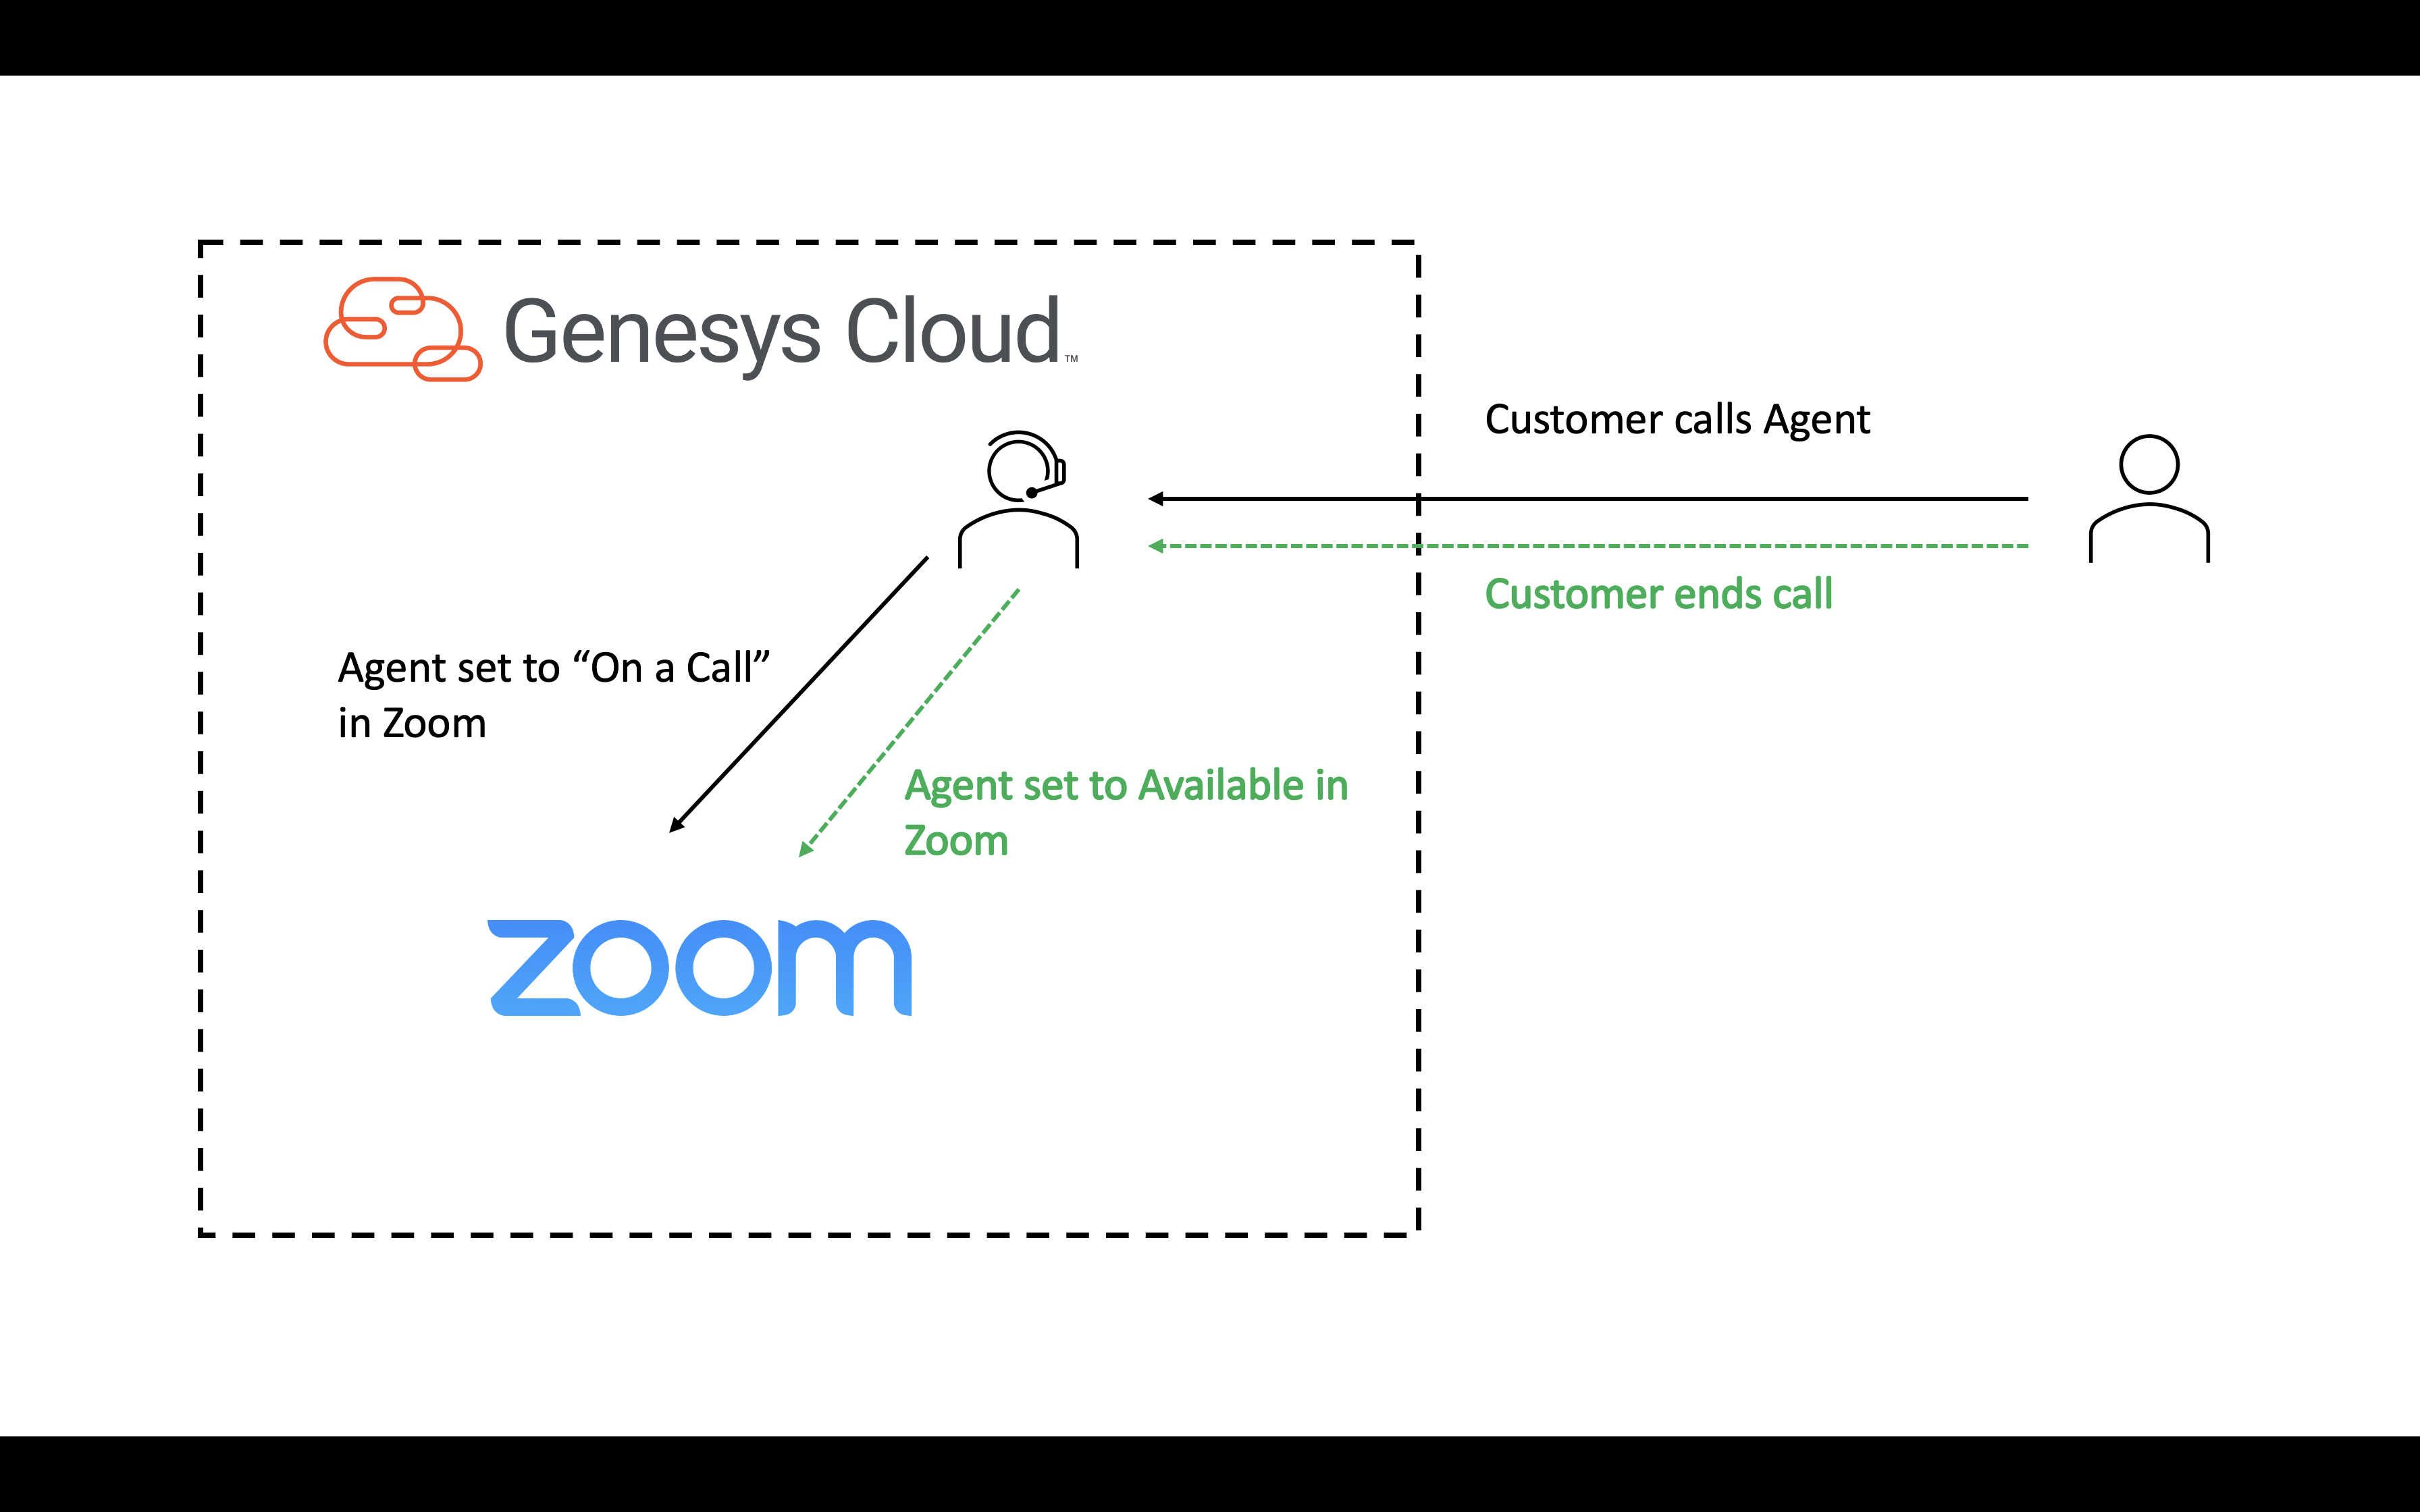 Genesys Cloud™
Customer calls Agent
Customer ends call
Agent set to “On a Call”
in Zoom
Agent set to Available in
Zoom
zoom